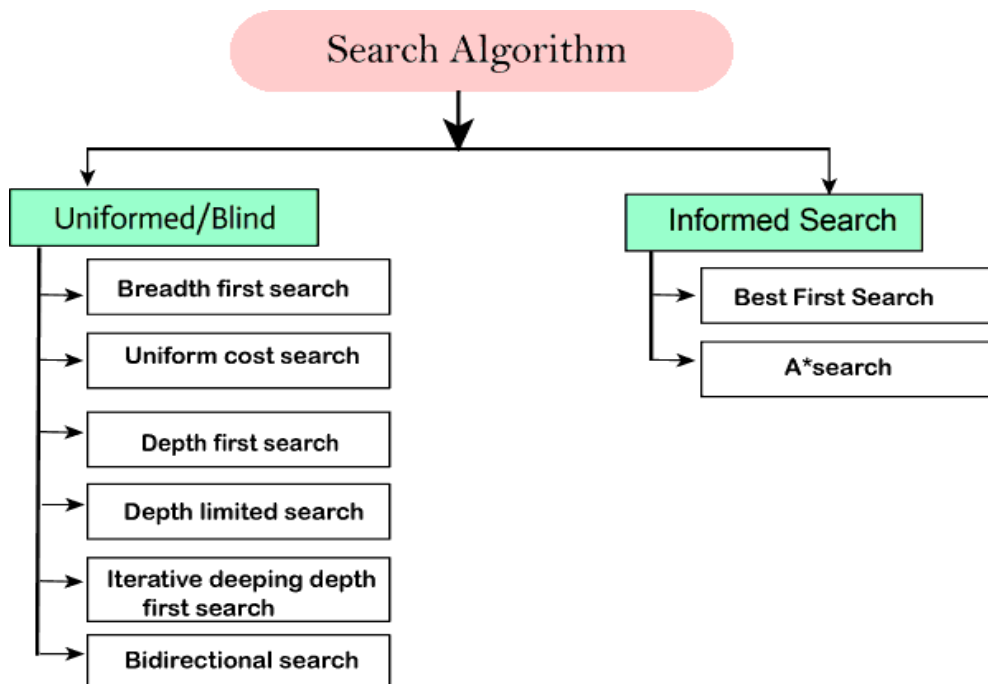 Search Algorithm
Uniformed/Blind
Breadth first search
Uniform cost search
Depth first search
Depth limited search
Iterative deeping depth
first search
Bidirectional search
Informed Search
Best First Search
A*search